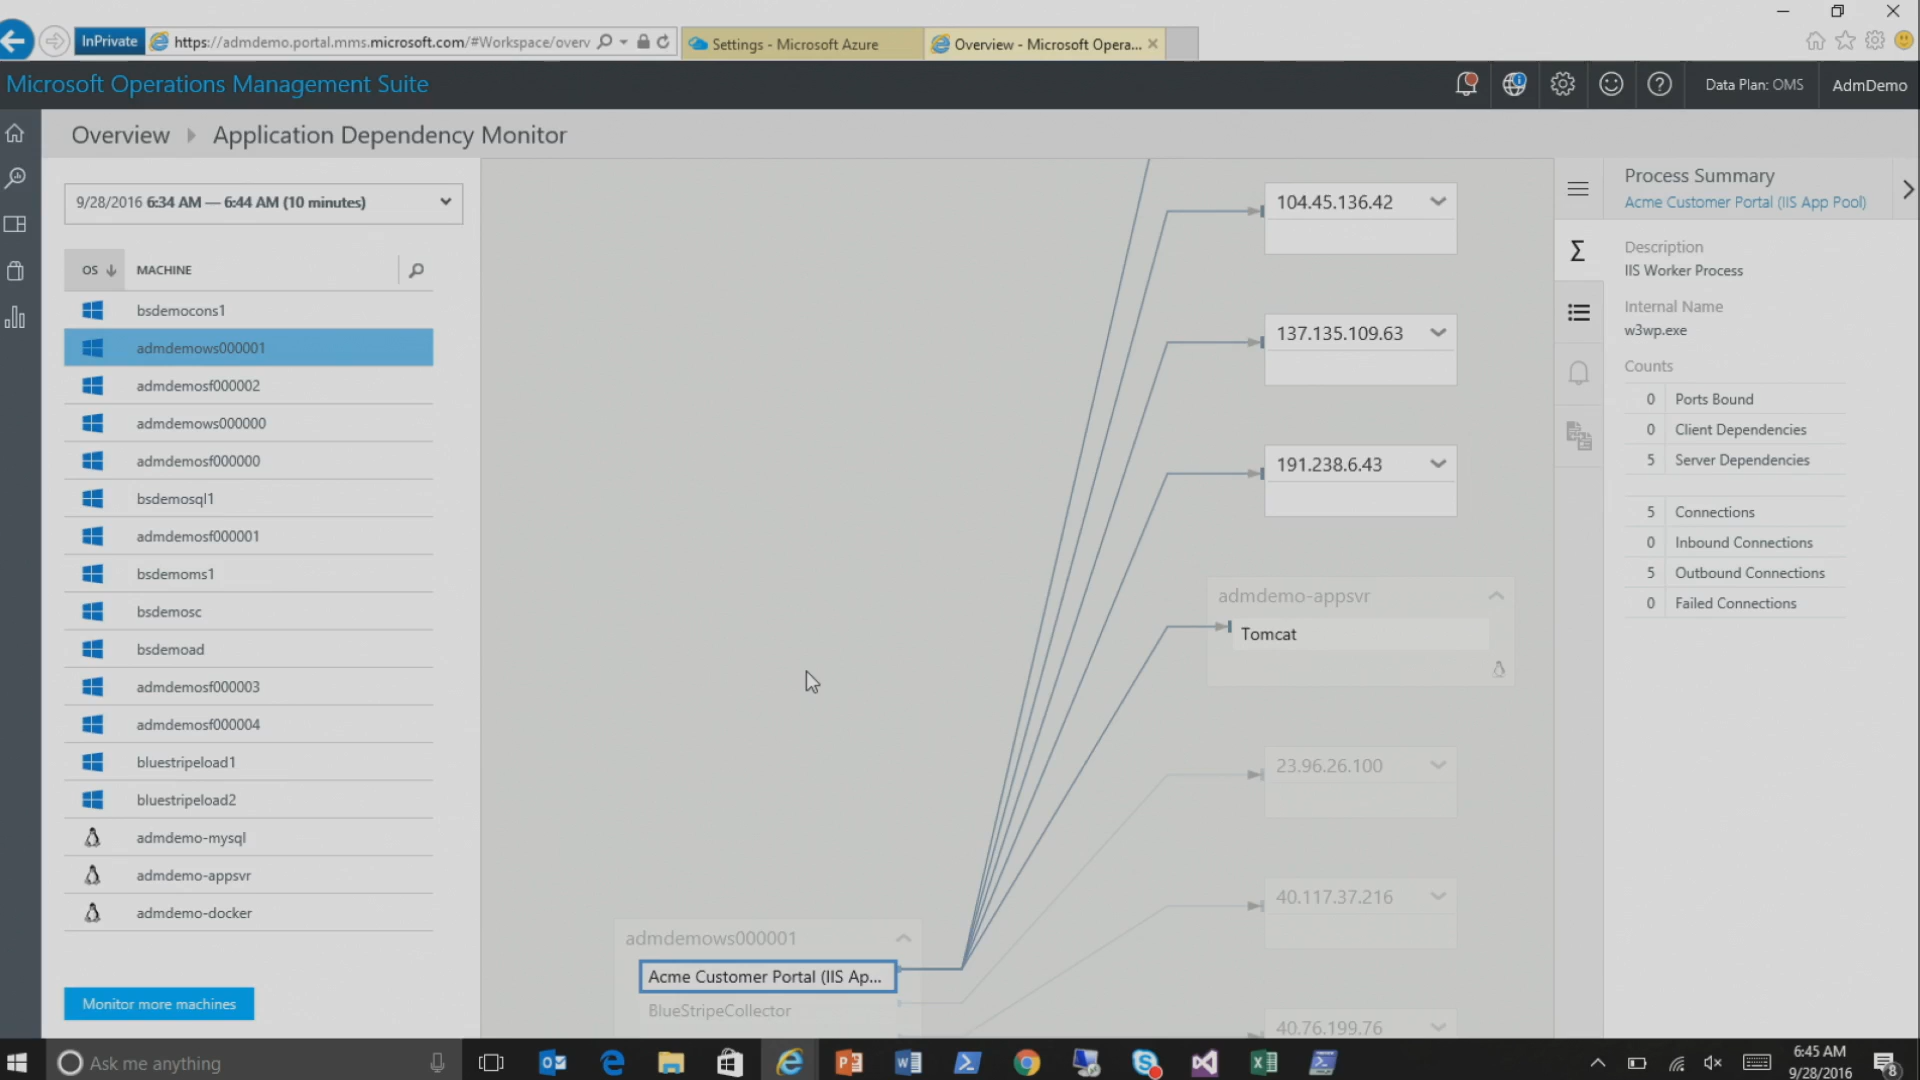 InPrivate
https://admdemo.portal.mms.microsoft.com/#Workspace/overv
Settings - Microsoft Azure
Overview - Microsoft Opera...
Microsoft Operations Management Suite
Data Plan: OMS
AdmDemo
Overview
Application Dependency Monitor
9/28/2016 6:34 AM — 6:44 AM (10 minutes)
OS
MACHINE
bsdemocons1
admdemows000001
admdemosf000002
admdemows000000
admdemosf000000
bsdemosql1
admdemosf000001
bsdemoms1
bsdemosc
bsdemoad
admdemosf000003
admdemosf000004
bluestripeload1
bluestripeload2
admdemo-mysql
admdemo-appsvr
admdemo-docker
Monitor more machines
admdemows000001
Acme Customer Portal (IIS Ap...
BlueStripeCollector
104.45.136.42
137.135.109.63
191.238.6.43
admdemo-appsvr
Tomcat
23.96.26.100
40.117.37.216
40.76.199.76
Process Summary
Acme Customer Portal (IIS App Pool)
Σ
Description
IIS Worker Process
Internal Name
w3wp.exe
Counts
0 Ports Bound
0 Client Dependencies
5 Server Dependencies
5 Connections
0 Inbound Connections
5 Outbound Connections
0 Failed Connections
Ask me anything
6:45 AM
9/28/2016
8